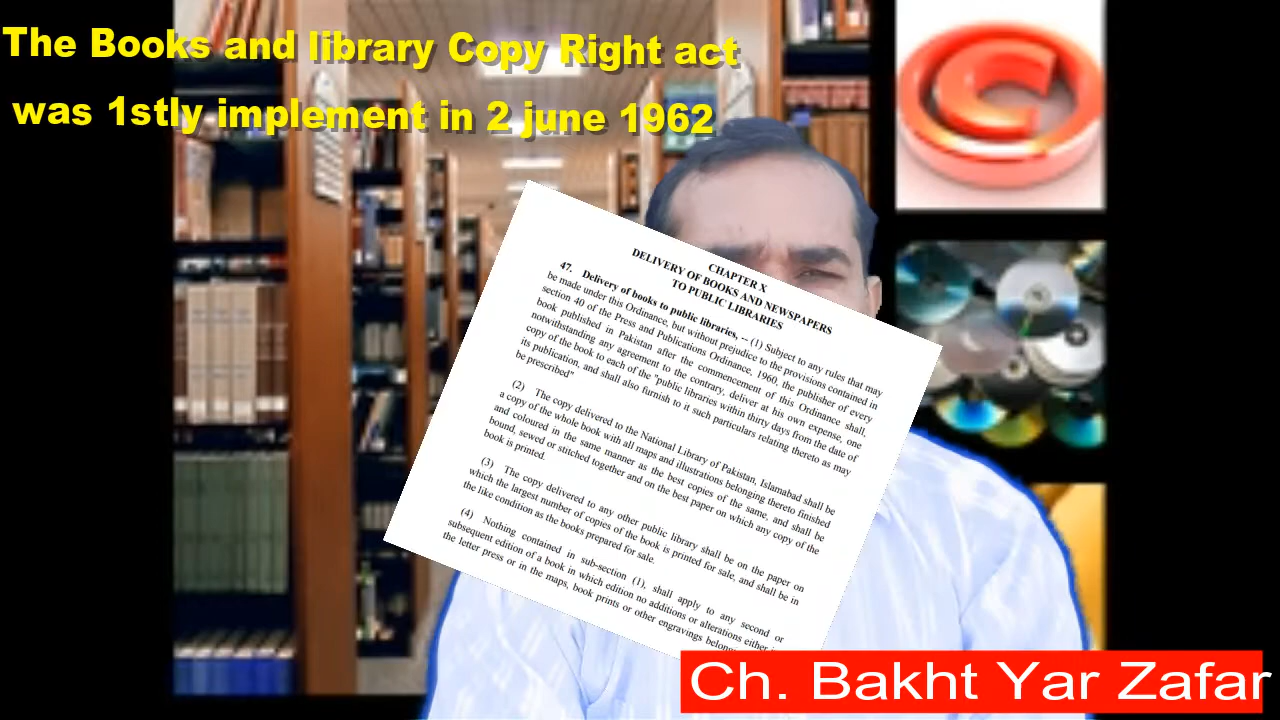 The Books and library Copy Right act
was 1stly implement in 2 june 1962
CHAPTER X
DELIVERY OF BOOKS AND NEWSPAPERS
TO PUBLIC LIBRARIES
47. Delivery of books to public libraries, -- (1) Subject to any rules that may
be made under this Ordinance, but without prejudice to the provisions contained in
section 40 of the Press and Publications Ordinance, 1960, the publisher of every
book published in Pakistan after the commencement of this Ordinance shall,
notwithstanding any agreement to the contrary, deliver at his own expense, one
copy of the book to each of the "public libraries within thirty days from the date of
its publication, and shall also furnish to it such particulars relating thereto as may
be prescribed"
(2) The copy delivered to the National Library of Pakistan, Islamabad shall be
a copy of the whole book with all maps and illustrations belonging thereto finished
and coloured in the same manner as the best copies of the same, and shall be
bound, sewed or stitched together and on the best paper on which any copy of the
book is printed.
(3) The copy delivered to any other public library shall be on the paper on
which the largest number of copies of the book is printed for sale, and shall be in
the like condition as the books prepared for sale.
(4) Nothing contained in sub-section (1), shall apply to any second or
subsequent edition of a book in which edition no additions or alterations either
the letter press or in the maps, book prints or other engravings
Ch. Bakht Yar Zafar